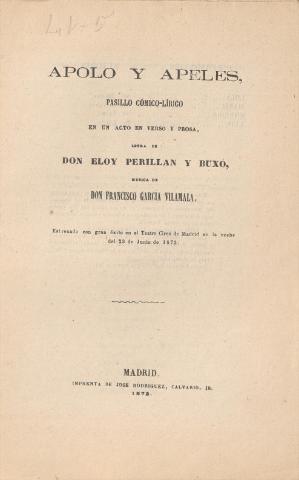 APOLO Y APELES,
PASILLO CÓMICO-LÍRICO
EN UN ACTO EN VERSO Y PROSA,
LETRA DE
DON ELOY PERILLAN Y BUXO,
MUSICA DE
DON FRANCISCO GARCIA VILAMALA.
Estrenado con gran éxito en el Teatro Circo de Madrid en la noche
del 23 de Junio de 1873.
MADRID.
IMPRENTA DE JOSÉ RODRIGUEZ, CALVARIO, 18.
1873.